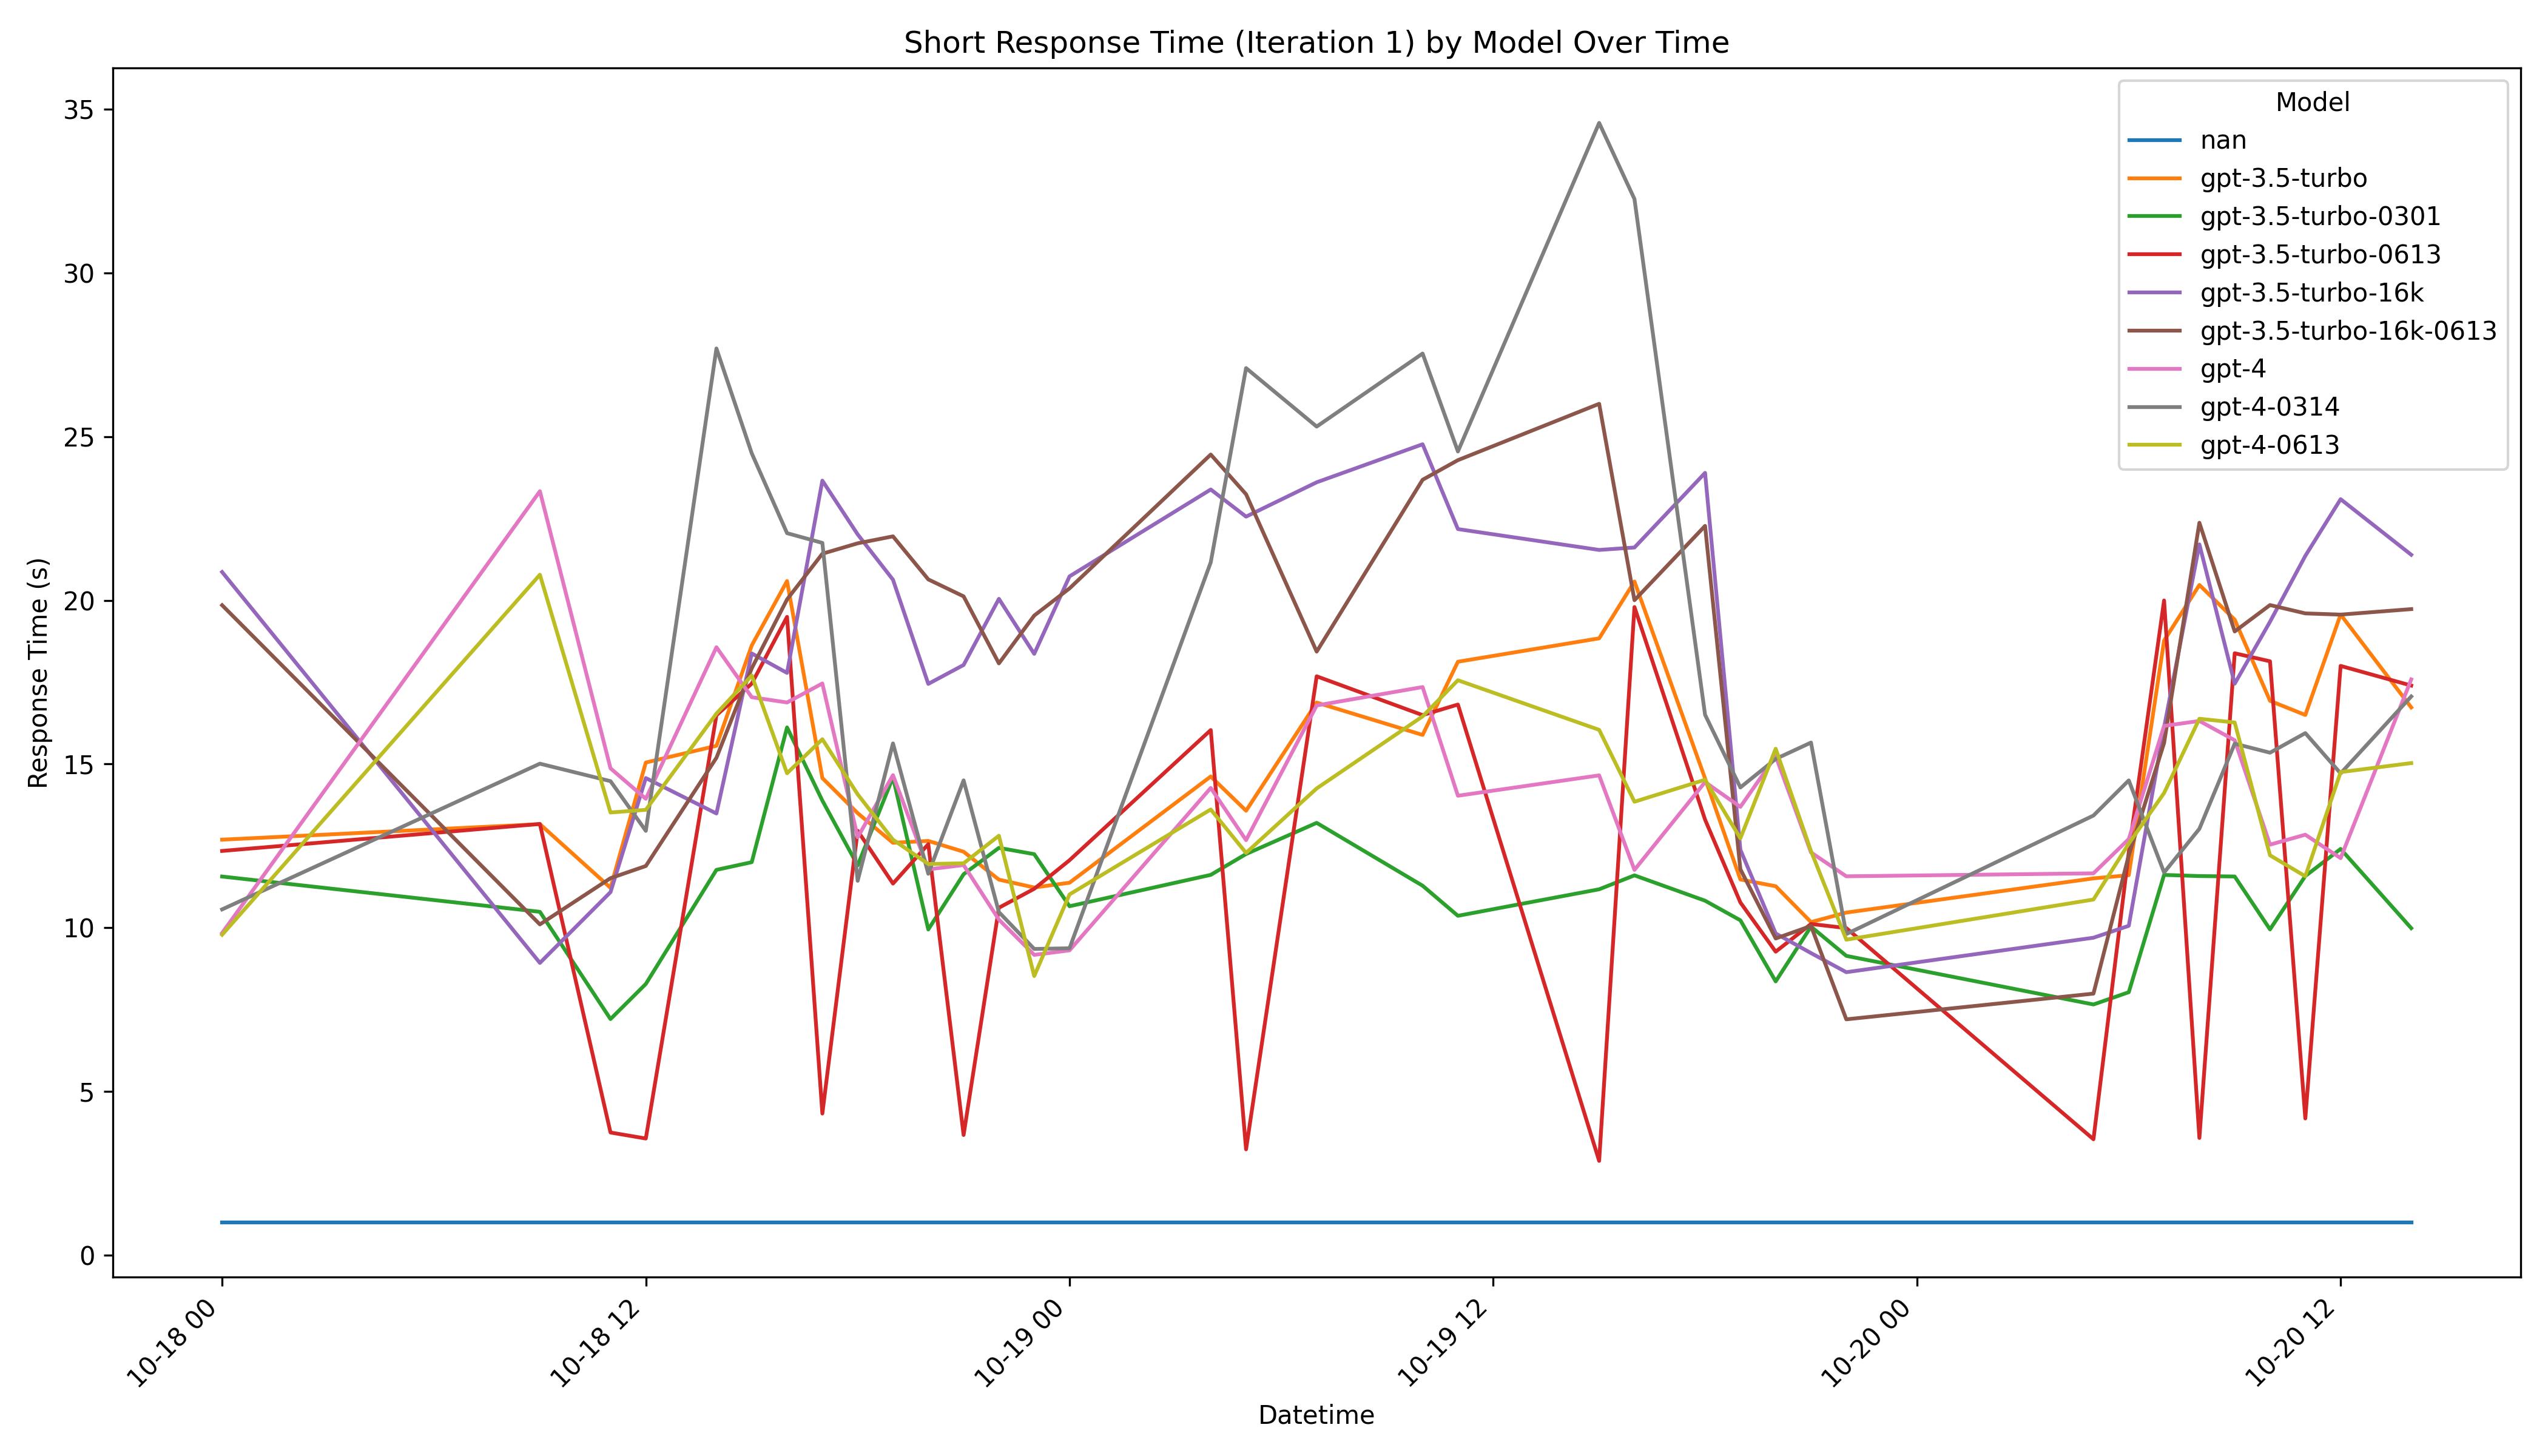 Short Response Time (Iteration 1) by Model Over Time
Model
nan
gpt-3.5-turbo
gpt-3.5-turbo-0301
gpt-3.5-turbo-0613
gpt-3.5-turbo-16k
gpt-3.5-turbo-16k-0613
gpt-4
gpt-4-0314
gpt-4-0613
Response Time (s)
35
30
25
20
15
10
5
0
10-18 00
10-18 12
10-19 00
10-19 12
10-20 00
10-20 12
Datetime